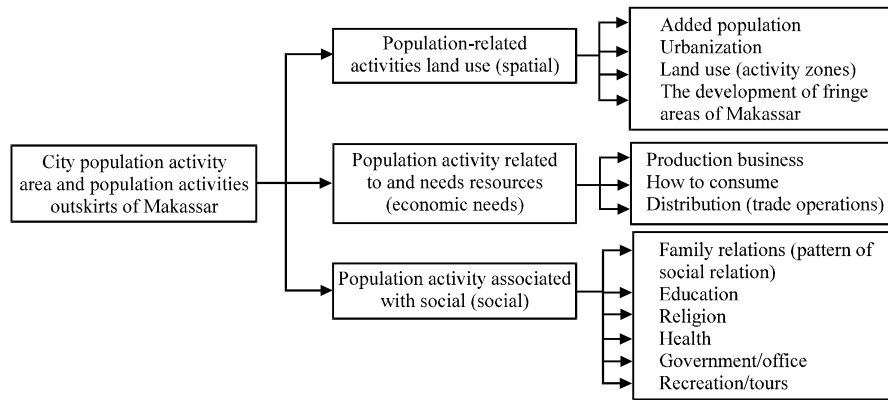 City population activity
area and population activities
outskirts of Makassar
Population-related
activities land use (spatial)
Added population
Urbanization
Land use (activity zones)
The development of fringe
areas of Makassar
Population activity related
to and needs resources
(economic needs)
Production business
How to consume
Distribution (trade operations)
Population activity associated
with social (social)
Family relations (pattern of
social relation)
Education
Religion
Health
Government/office
Recreation/tours